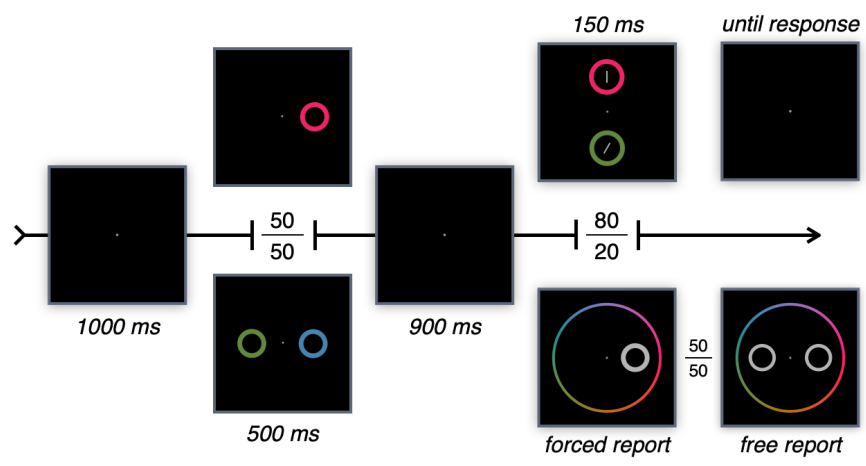 150 ms
until response
50
50
80
20
1000 ms
900 ms
50
50
500 ms
forced report
free report